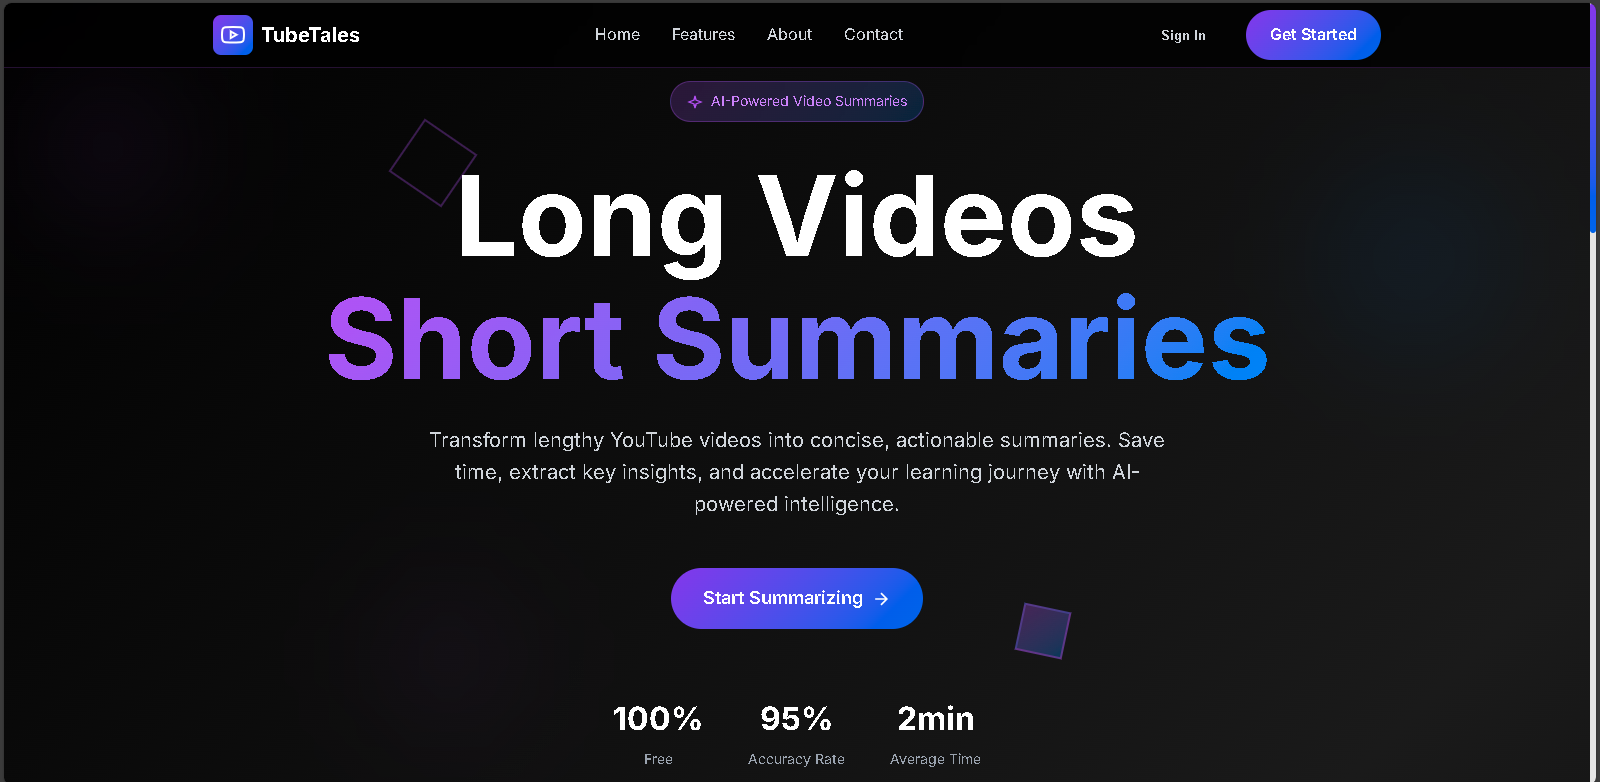 TubeTales
Home Features About Contact
Sign In
Get Started
AI-Powered Video Summaries
Long Videos
Short Summaries
Transform lengthy YouTube videos into concise, actionable summaries. Save
time, extract key insights, and accelerate your learning journey with AI-
powered intelligence.
Start Summarizing →
100% 95% 2min
Free Accuracy Rate Average Time